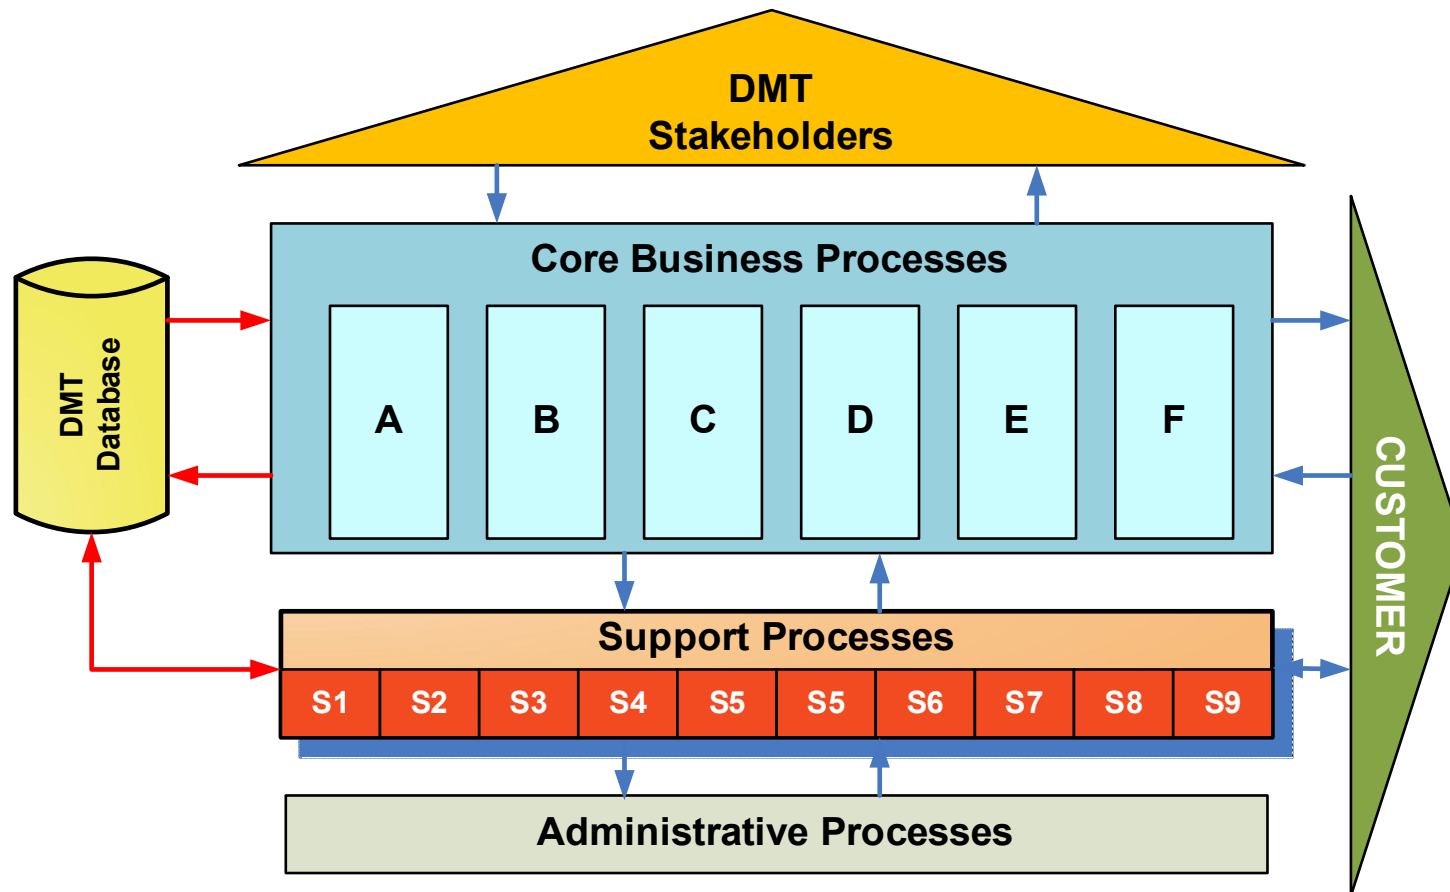 DMT
Stakeholders
Core Business Processes
DMT
Database
A B C D E F
CUSTOMER
Support Processes
S1 S2 S3 S4 S5 S5 S6 S7 S8 S9
Administrative Processes